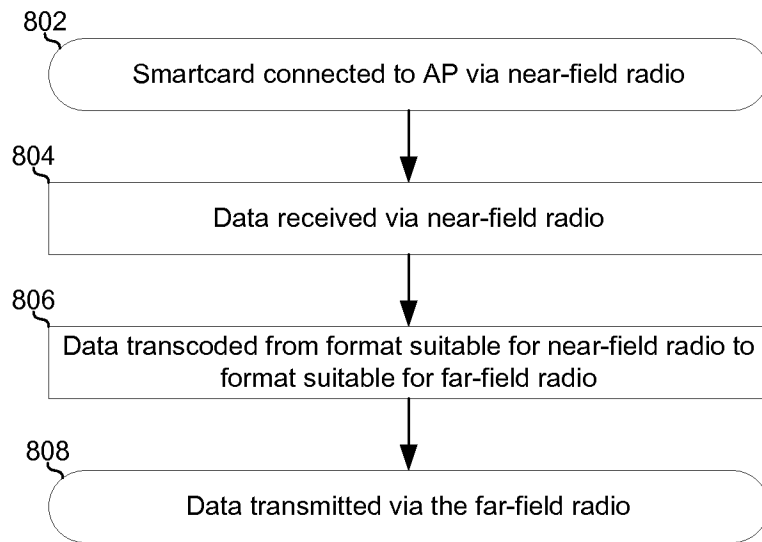 802
Smartcard connected to AP via near-field radio
804
Data received via near-field radio
806
Data transcoded from format suitable for near-field radio to
format suitable for far-field radio
808
Data transmitted via the far-field radio